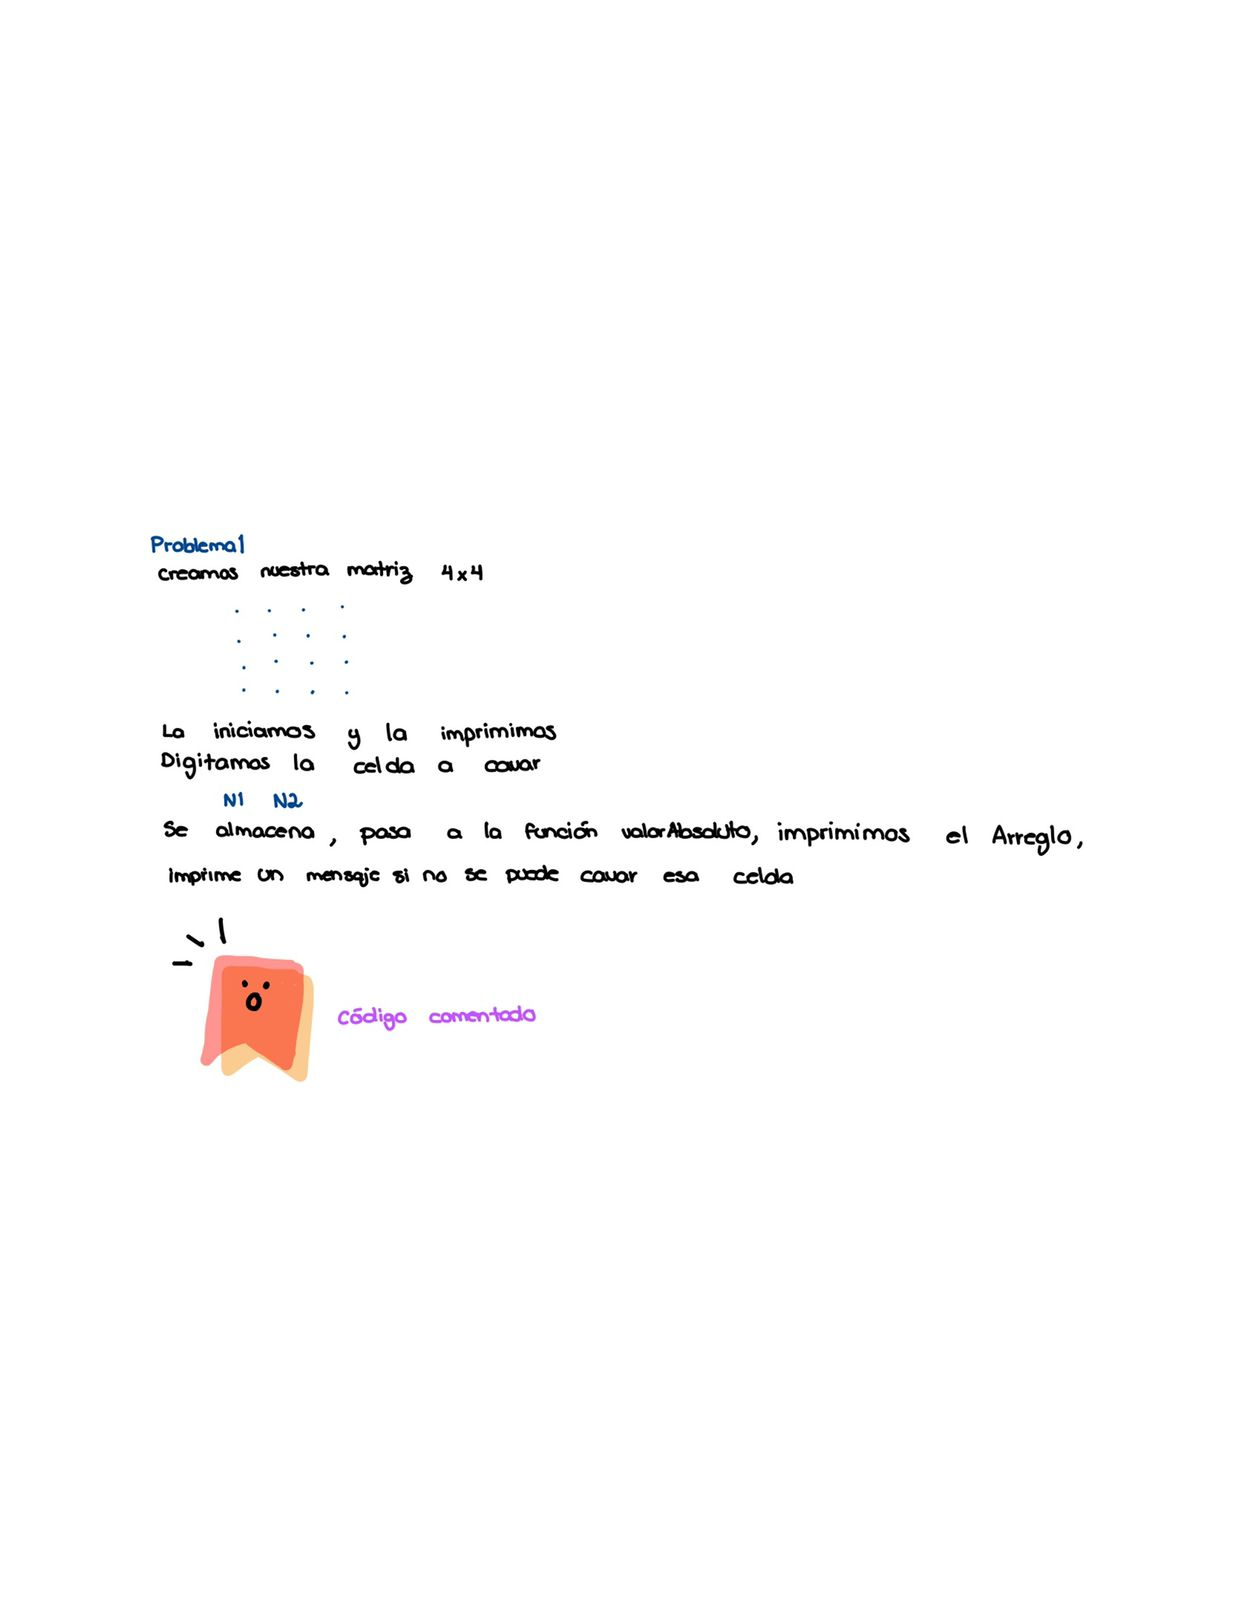 Problema1
creamos nuestra matriz 4x4
La iniciamos y la imprimimos
Digitamos la celda a cavar
N1 N2
Se almacena, pasa a la función valorAbsoluto, imprimimos el Arreglo,
imprime un mensaje si no se puede cavar esa celda
código comentado